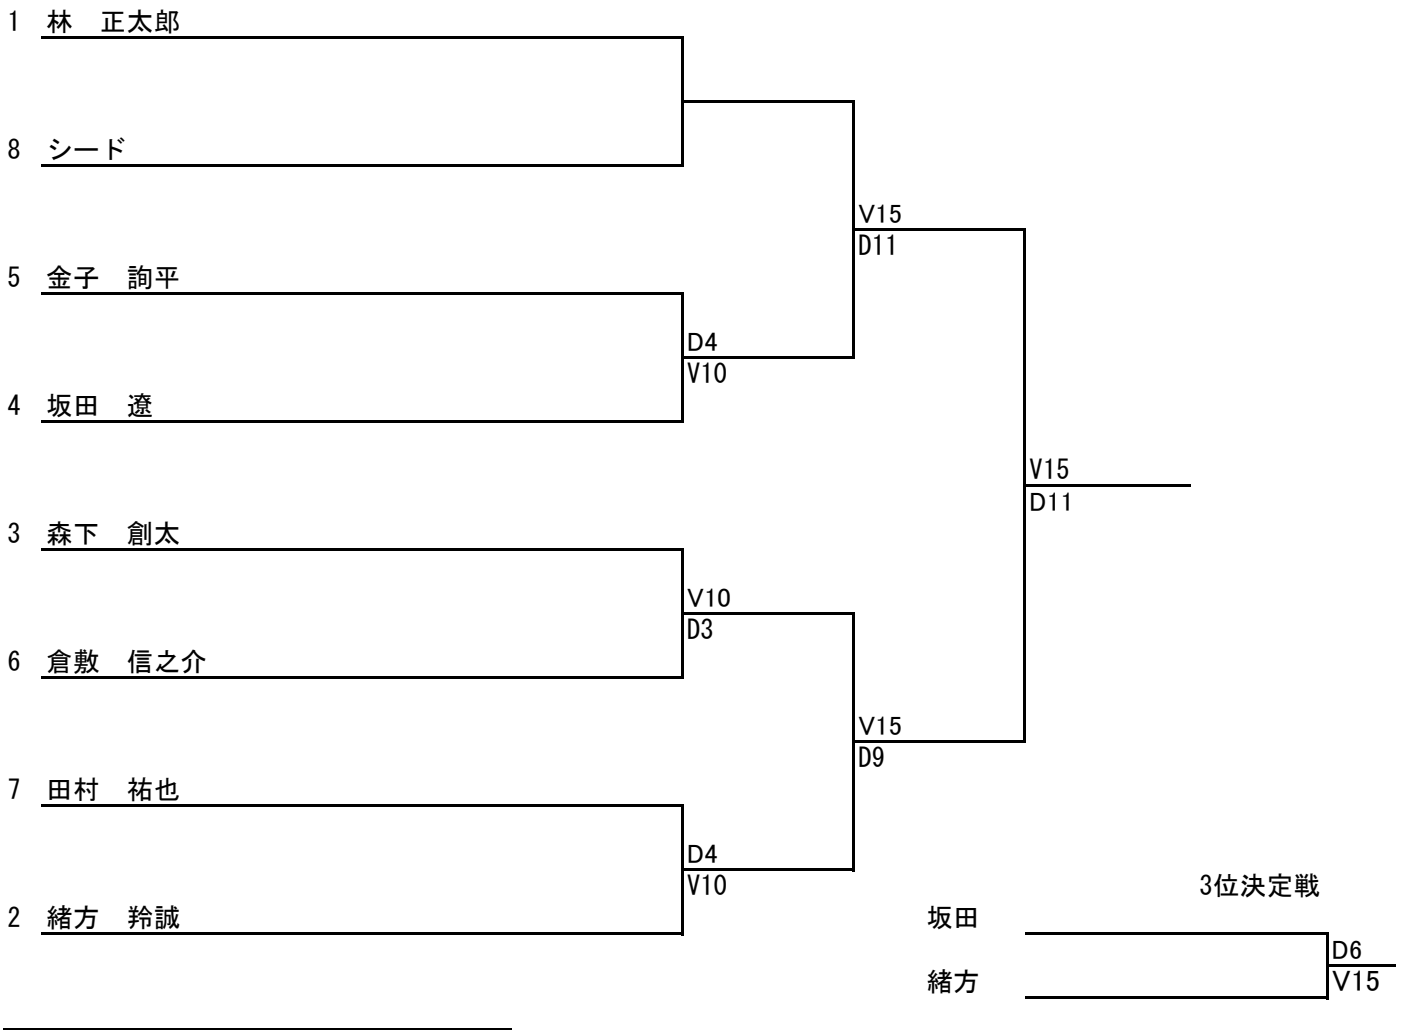 1 林　正太郎
8 シード
V15
D11
5 金子　詢平
D4
V10
4 坂田　遼
V15
D11
3 森下　創太
V10
D3
6 倉敷　信之介
V15
D9
7 田村　祐也
D4
V10
2 緒方　羚誠
3位決定戦
坂田
D6
V15
緒方